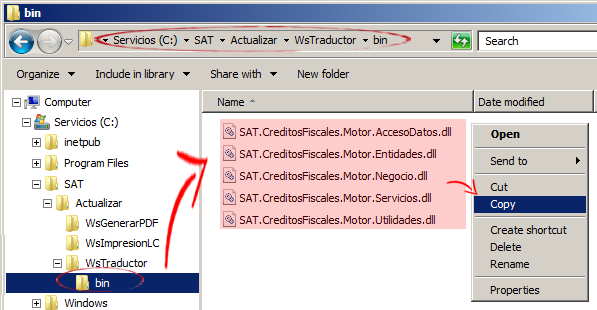 bin
Servicios (C:) SAT Actualizar WsTraductor bin
Search
Organize Include in library Share with New folder
Computer
Servicios (C:)
inetpub
Program Files
SAT
Actualizar
WsGenerarPDF
WsImpresionLC
WsTraductor
bin
Windows
Name Date modified
SAT.CreditosFiscales.Motor.AccesoDatos.dll
SAT.CreditosFiscales.Motor.Entidades.dll
SAT.CreditosFiscales.Motor.Negocio.dll
SAT.CreditosFiscales.Motor.Servicios.dll
SAT.CreditosFiscales.Motor.Utilidades.dll
Open
Send to
Cut
Copy
Create shortcut
Delete
Rename
Properties